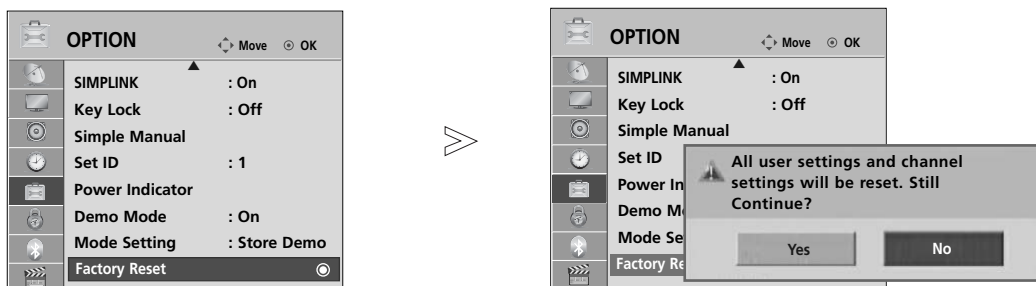 OPTION
Move
OK
SIMPLINK : On
Key Lock : Off
Simple Manual
Set ID : 1
Power Indicator
Demo Mode : On
Mode Setting : Store Demo
Factory Reset
OPTION
Move
OK
SIMPLINK : On
Key Lock : Off
Simple Manual
Set ID
Power In
Demo Mo
Mode Se
Factory Re
All user settings and channel
settings will be reset. Still
Continue?
Yes
No